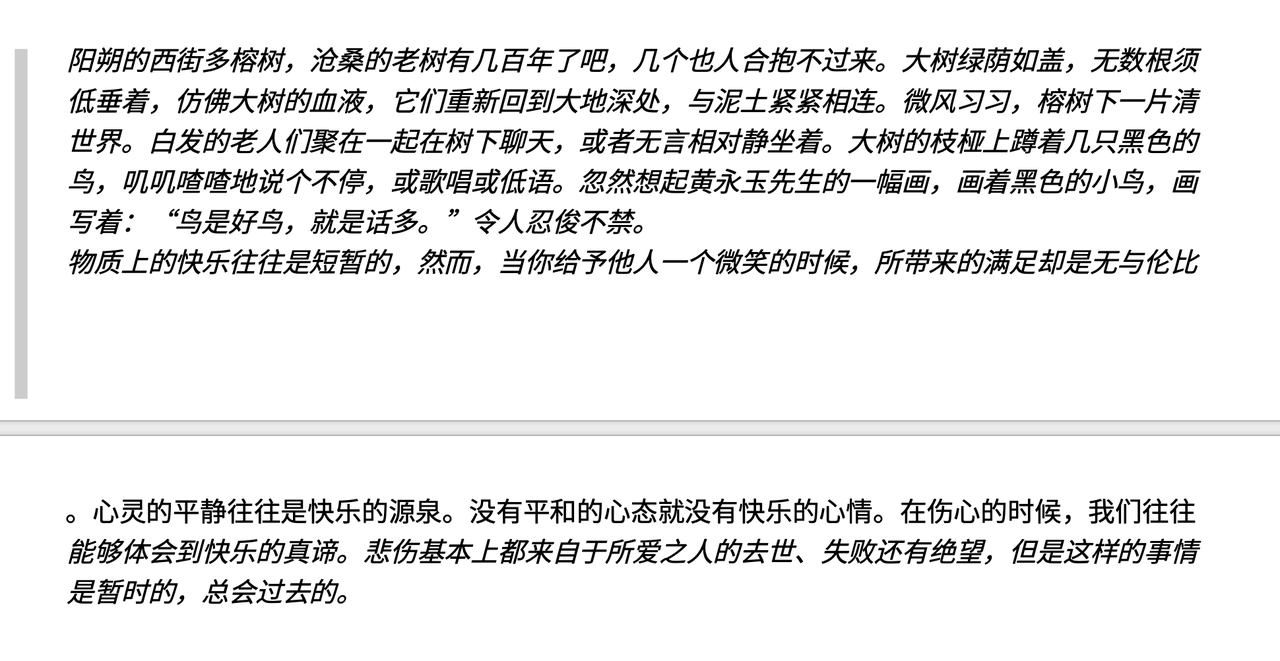 阳朔的西街多榕树，沧桑的老树有几百年了吧，几个也人合抱不过来。大树绿荫如盖，无数根须
低垂着，仿佛大树的血液，它们重新回到大地深处，与泥土紧紧相连。微风习习，榕树下一片清
世界。白发的老人们聚在一起在树下聊天，或者无言相对静坐着。大树的枝桠上蹲着几只黑色的
鸟，叽叽喳喳地说个不停，或歌唱或低语。忽然想起黄永玉先生的一幅画，画着黑色的小鸟，画
写着：“鸟是好鸟，就是话多。”令人忍俊不禁。
物质上的快乐往往是短暂的，然而，当你给予他人一个微笑的时候，所带来的满足却是无与伦比
。心灵的平静往往是快乐的源泉。没有平和的心态就没有快乐的心情。在伤心的时候，我们往往
能够体会到快乐的真谛。悲伤基本上都来自于所爱之人的去世、失败还有绝望，但是这样的事情
是暂时的，总会过去的。